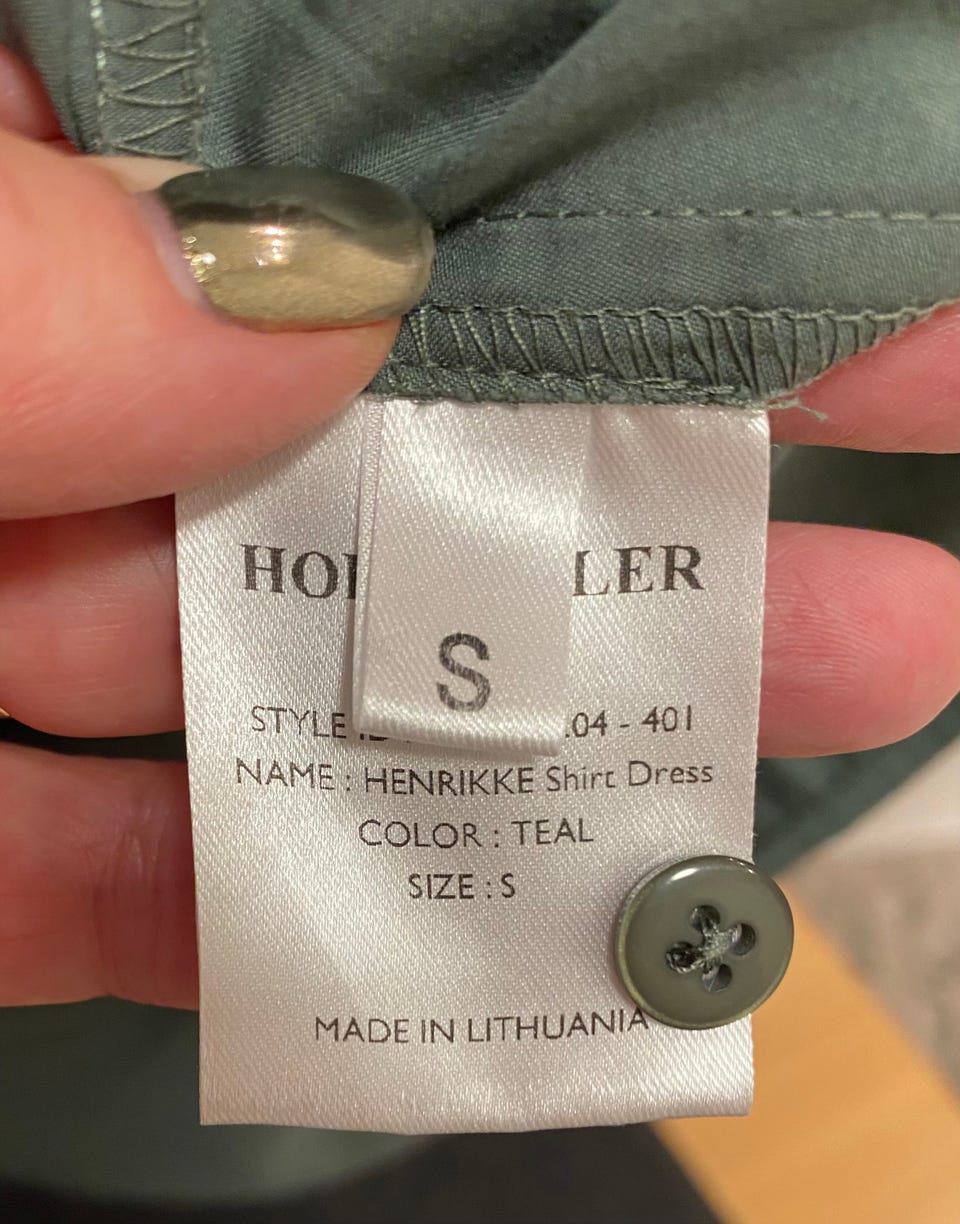 S
STYLE
04 - 401
NAME : HENRIKKE Shirt Dress
COLOR : TEAL
SIZE : S
MADE IN LITHUANIA